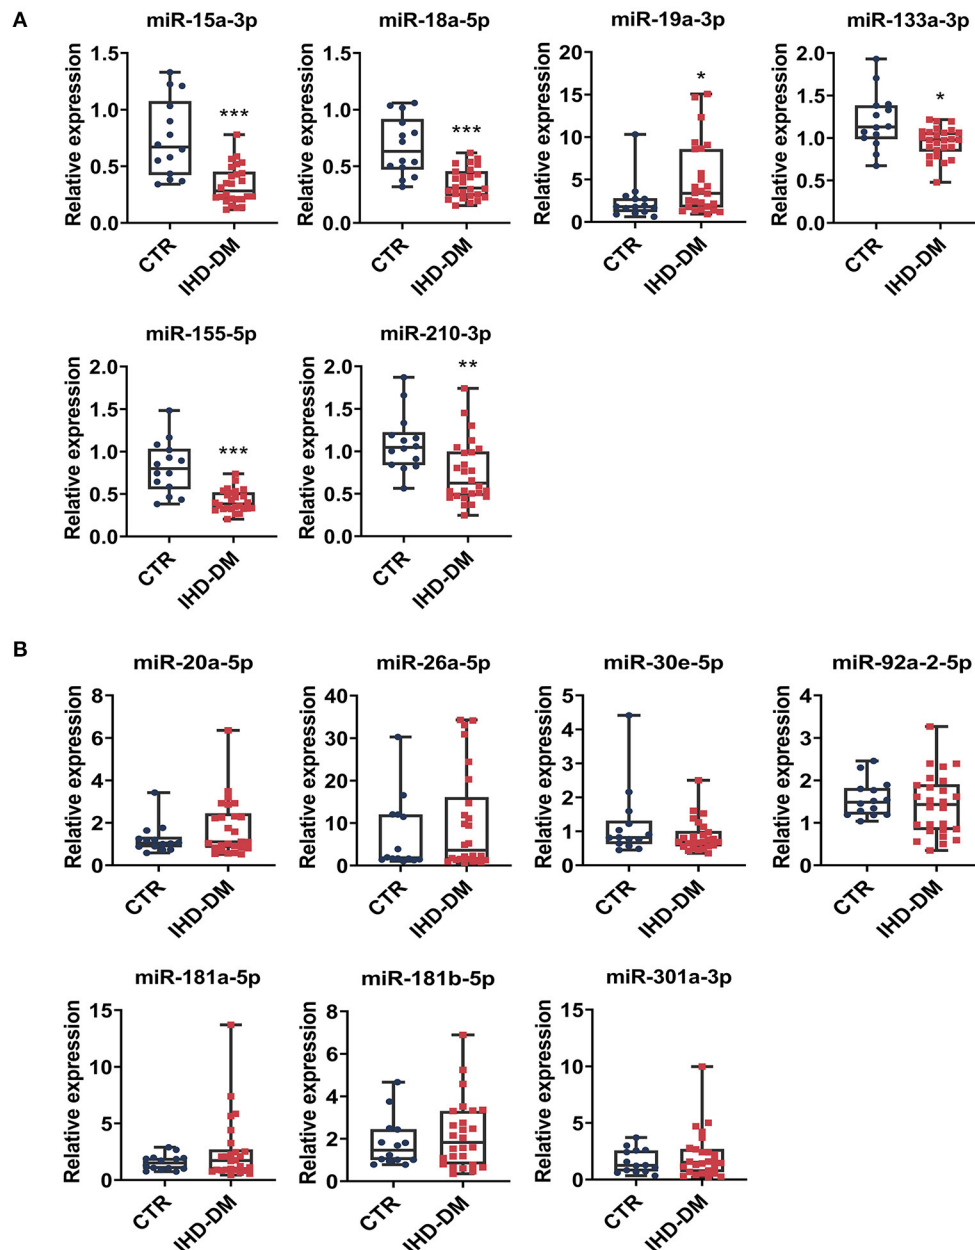 A
miR-15a-3p
Relative expression
1.5
1.0
0.5
0.0
***
CTR
IHD-DM
miR-18a-5p
Relative expression
1.5
1.0
0.5
0.0
***
CTR
IHD-DM
miR-19a-3p
Relative expression
20
15
10
5
0
*
CTR
IHD-DM
miR-133a-3p
Relative expression
2.0
1.5
1.0
0.5
0.0
*
CTR
IHD-DM
miR-155-5p
Relative expression
2.0
1.5
1.0
0.5
0.0
***
CTR
IHD-DM
miR-210-3p
Relative expression
2.0
1.5
1.0
0.5
0.0
**
CTR
IHD-DM
B
miR-20a-5p
Relative expression
8
6
4
2
0
CTR
IHD-DM
miR-26a-5p
Relative expression
40
30
20
10
0
CTR
IHD-DM
miR-30e-5p
Relative expression
5
4
3
2
1
0
CTR
IHD-DM
miR-92a-2-5p
Relative expression
4
3
2
1
0
CTR
IHD-DM
miR-181a-5p
Relative expression
15
10
5
0
CTR
IHD-DM
miR-181b-5p
Relative expression
8
6
4
2
0
CTR
IHD-DM
miR-301a-3p
Relative expression
15
10
5
0
CTR
IHD-DM